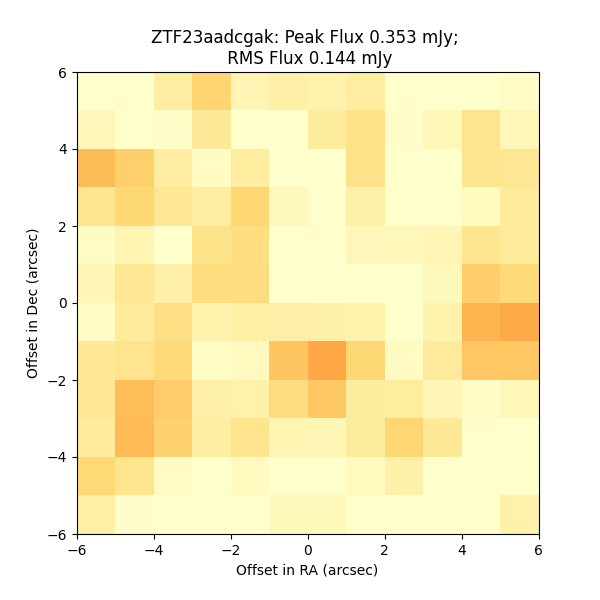 ZTF23aadcgak: Peak Flux 0.353 mJy;
RMS Flux 0.144 mJy
6
4
2
0
−2
−4
−6
Offset in Dec (arcsec)
−6 −4 −2 0 2 4 6
Offset in RA (arcsec)